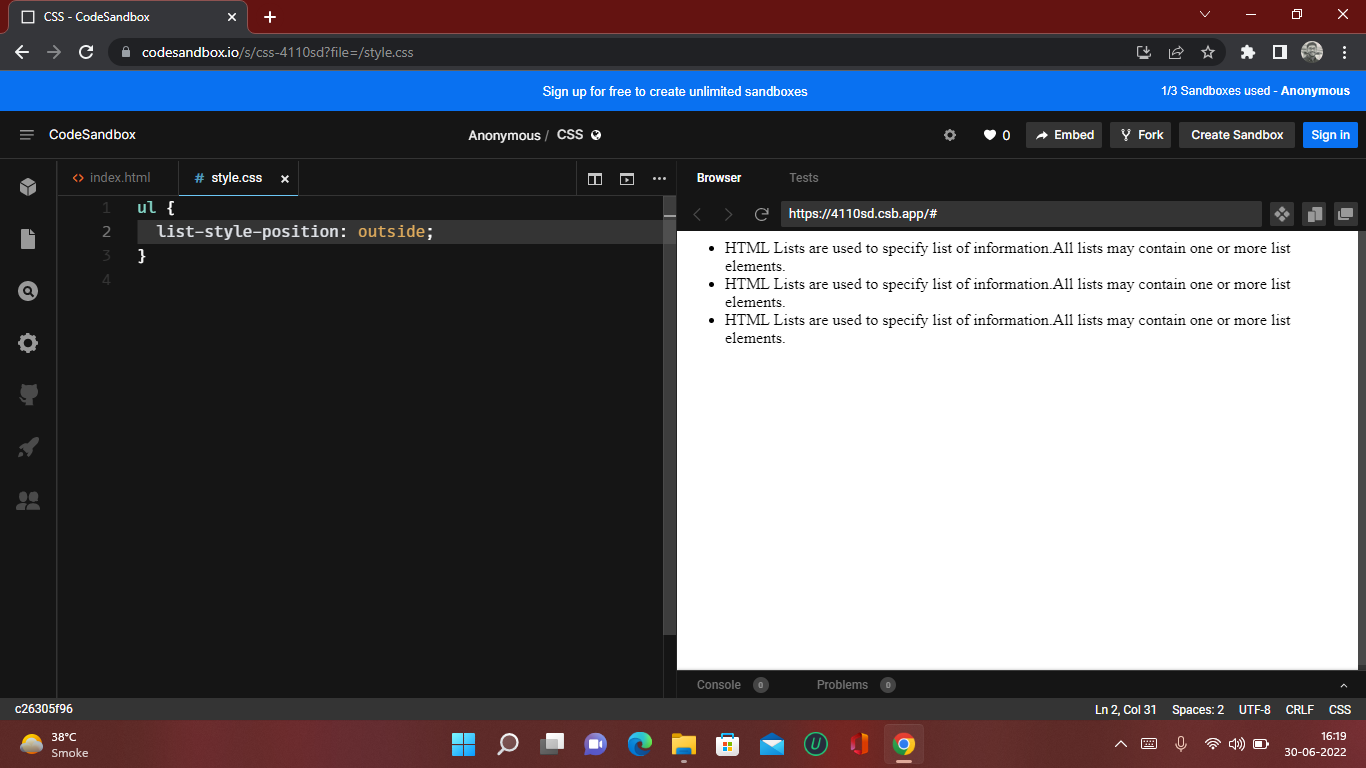 CSS - CodeSandbox
codesandbox.io/s/css-4110sd?file=/style.css
Sign up for free to create unlimited sandboxes
1/3 Sandboxes used - Anonymous
CodeSandbox
Anonymous / CSS
0
Embed
Fork
Create Sandbox
Sign in
<> index.html
# style.css
1 ul {
2 list-style-position: outside;
3 }
4
Browser
Tests
https://4110sd.csb.app/#
• HTML Lists are used to specify list of information.All lists may contain one or more list
elements.
• HTML Lists are used to specify list of information.All lists may contain one or more list
elements.
• HTML Lists are used to specify list of information.All lists may contain one or more list
elements.
Console 0
Problems 0
c26305f96
Ln 2, Col 31
Spaces: 2
UTF-8
CRLF
CSS
38°C
Smoke
U
16:19
30-06-2022